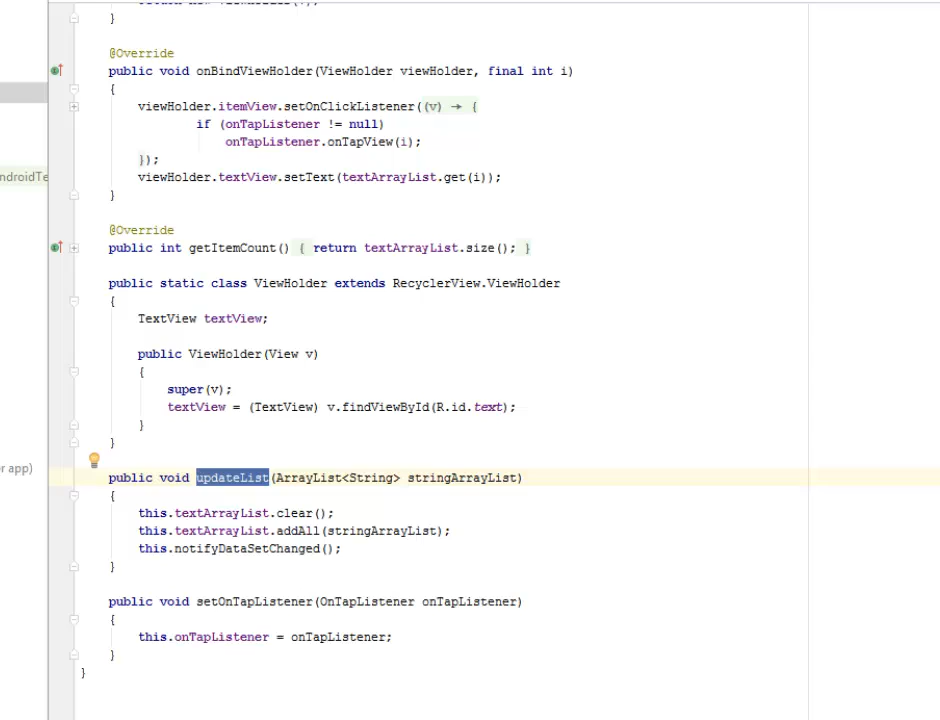 }
@Override
public void onBindViewHolder(ViewHolder viewHolder, final int i)
{
viewHolder.itemView.setOnClickListener((v) → {
if (onTapListener != null)
onTapListener.onTapView(i);
});
ndroidTe
viewHolder.textView.setText(textArrayList.get(i));
}
@Override
public int getItemCount() { return textArrayList.size(); }
public static class ViewHolder extends RecyclerView.ViewHolder
{
TextView textView;
public ViewHolder(View v)
{
super(v);
textView = (TextView) v.findViewById(R.id.text);
}
}
r app)
public void updateList(ArrayList<String> stringArrayList)
{
this.textArrayList.clear();
this.textArrayList.addAll(stringArrayList);
this.notifyDataSetChanged();
}
public void setOnTapListener(OnTapListener onTapListener)
{
this.onTapListener = onTapListener;
}
}